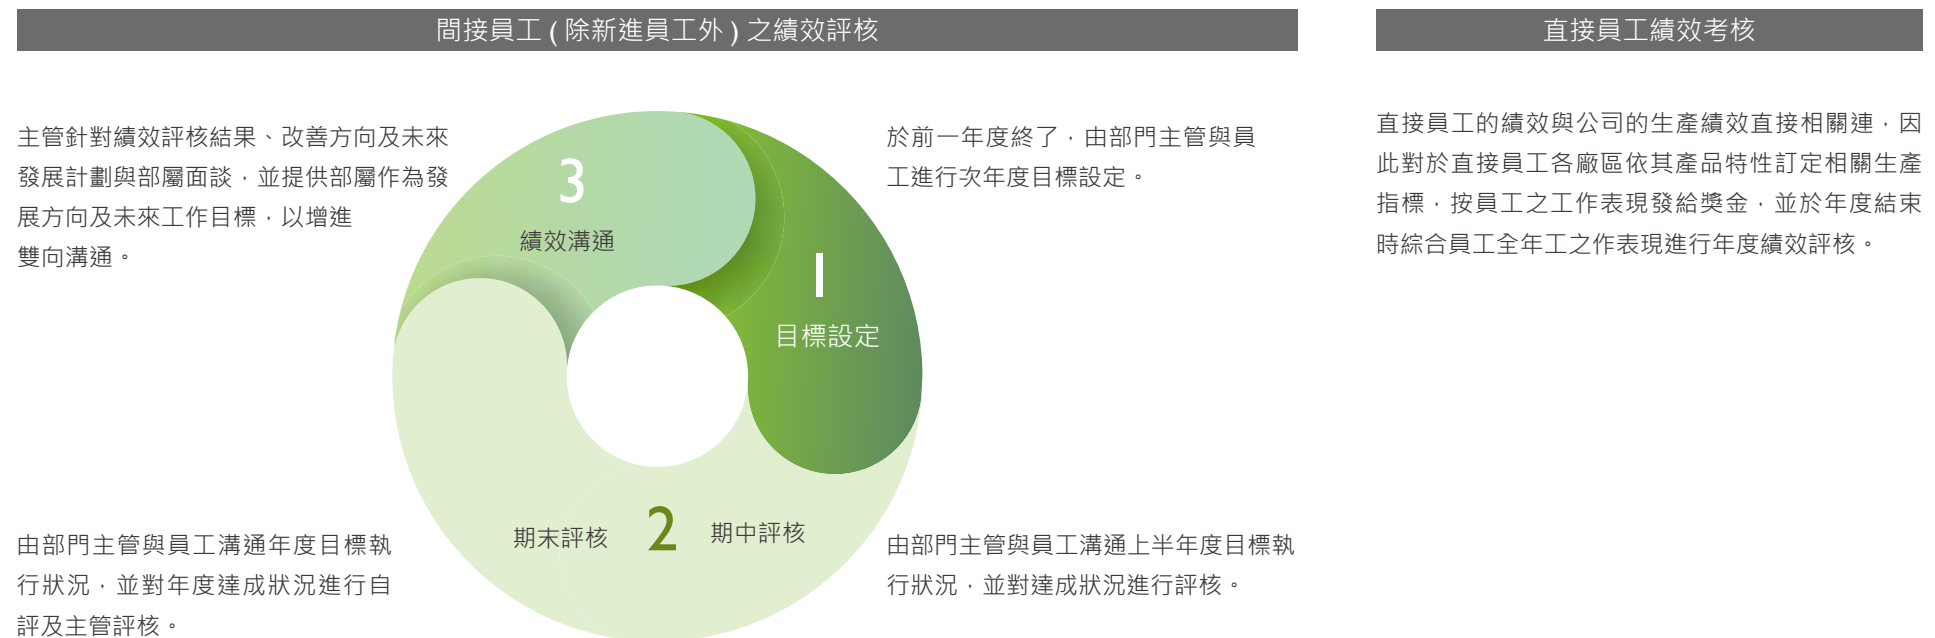 間接員工 ( 除新進員工外 ) 之績效評核
主管針對績效評核結果、改善方向及未來
發展計劃與部屬面談，並提供部屬作為發
展方向及未來工作目標，以增進
雙向溝通。
3
績效溝通
於前一年度終了，由部門主管與員
工進行次年度目標設定。
1
目標設定
由部門主管與員工溝通年度目標執
行狀況，並對年度達成狀況進行自
評及主管評核。
期末評核
2
期中評核
由部門主管與員工溝通上半年度目標執
行狀況，並對達成狀況進行評核。
直接員工績效考核
直接員工的績效與公司的生產績效直接相關連，因
此對於直接員工各廠區依其產品特性訂定相關生產
指標，按員工之工作表現發給獎金，並於年度結束
時綜合員工全年工之作表現進行年度績效評核。